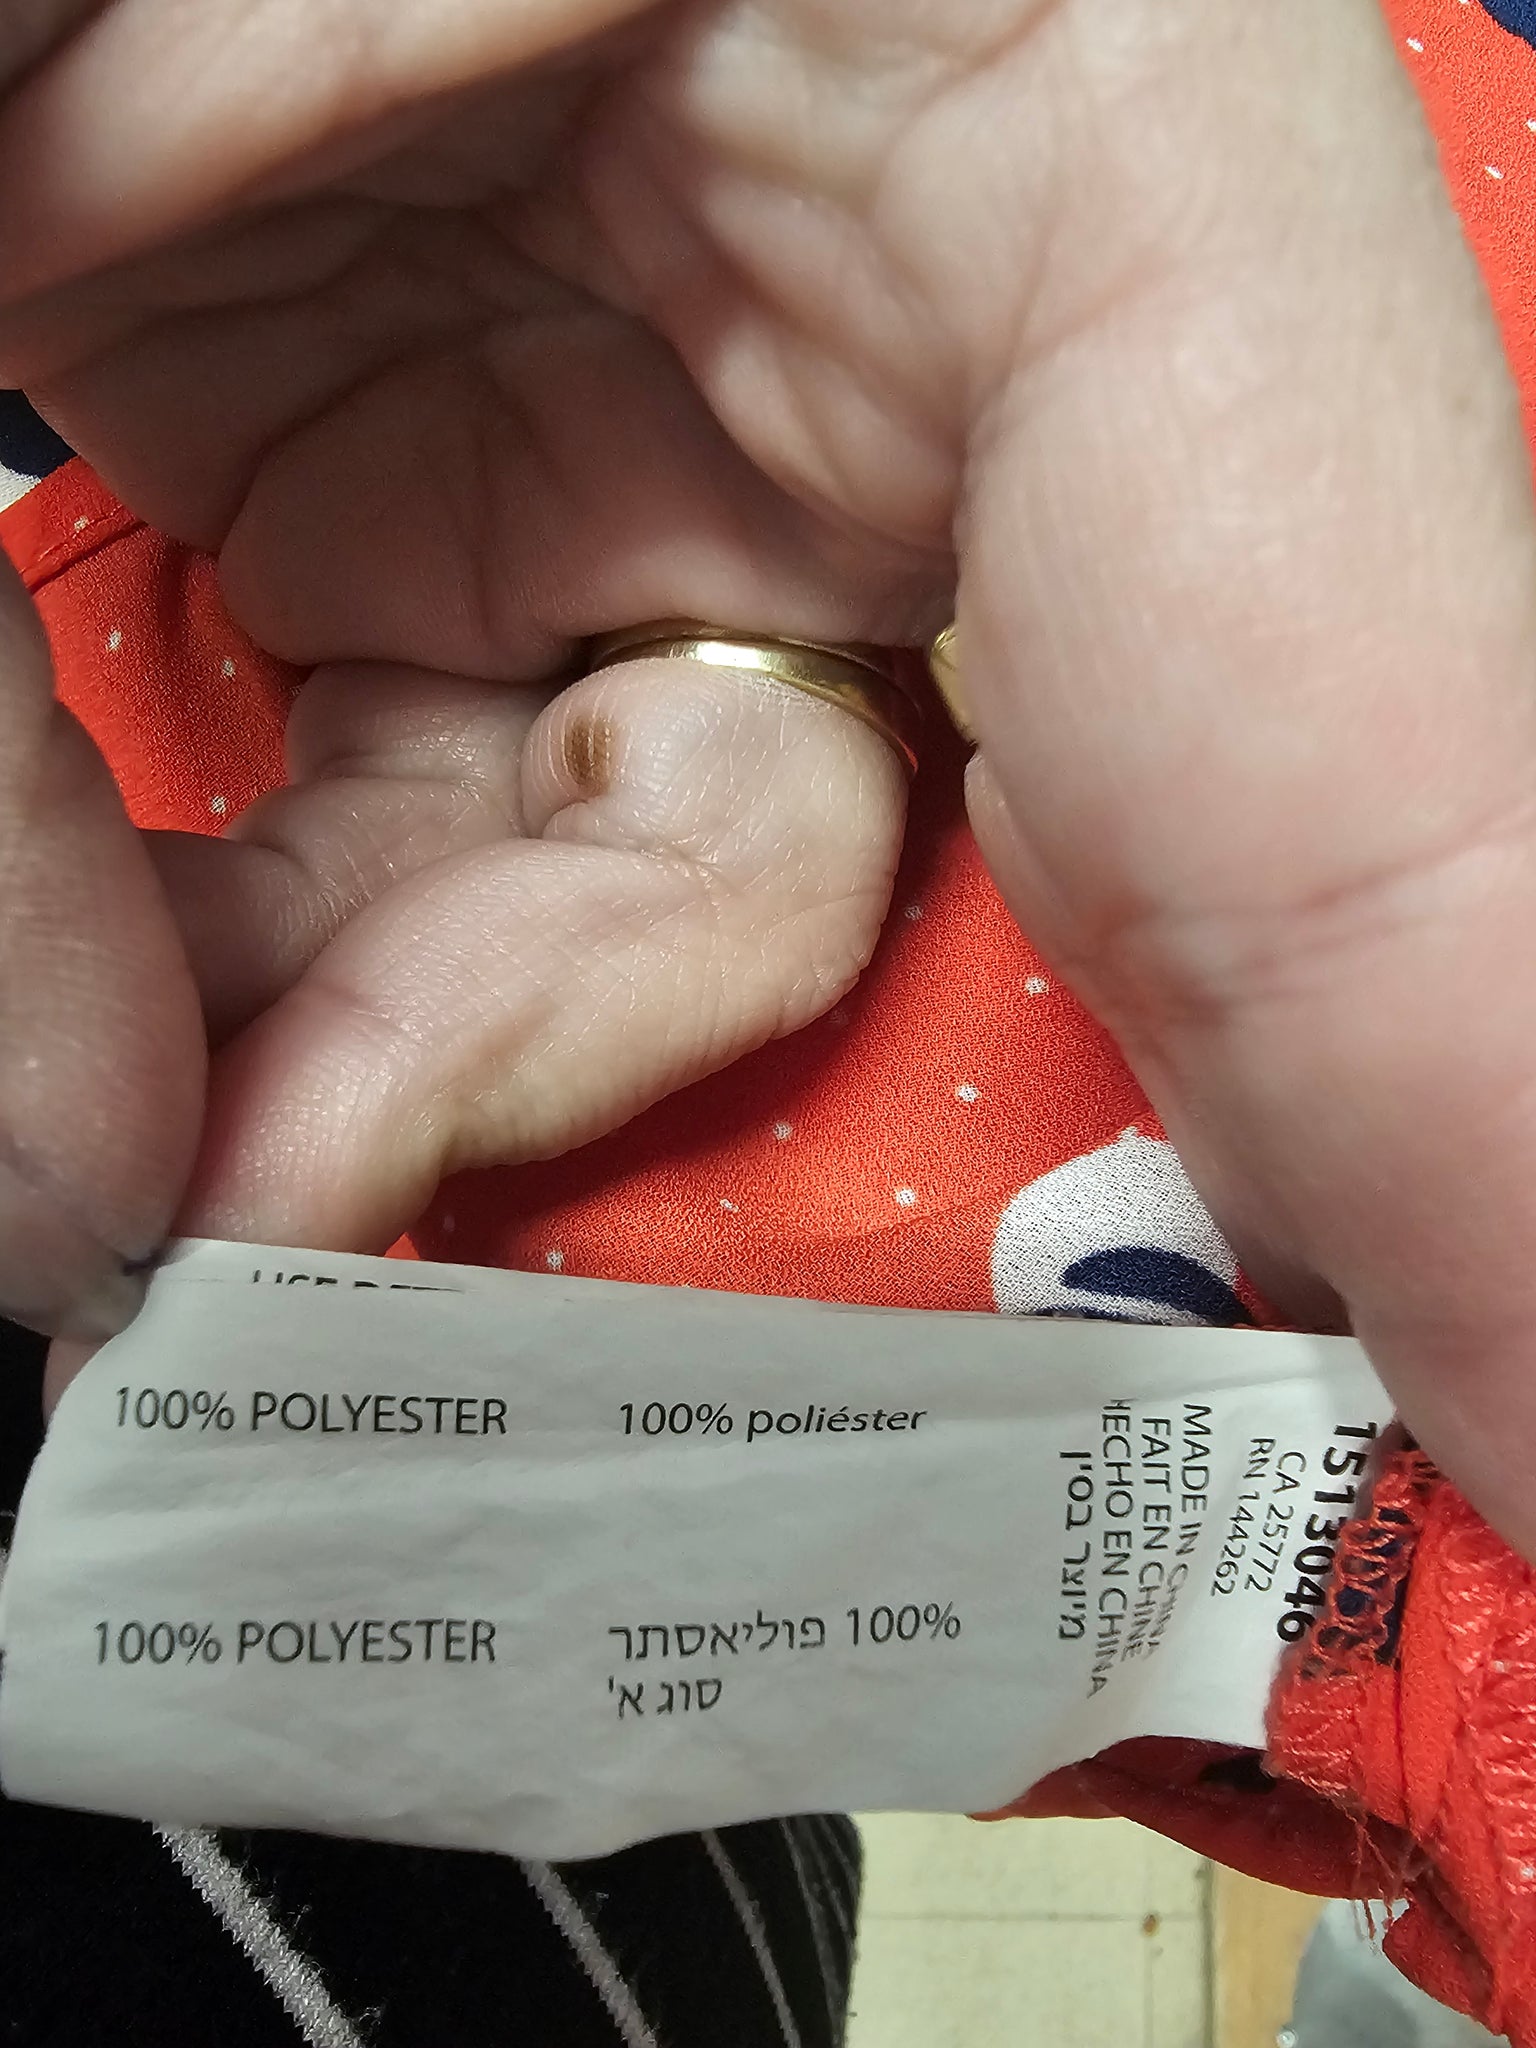 100% POLYESTER
100% poliéster
100% POLYESTER
100% פוליאסתר
סוג א'
MADE IN CHINA
FAIT EN CHINE
HECHO EN CHINA
מיוצר בסין
1513046
CA 25772
RN 144262